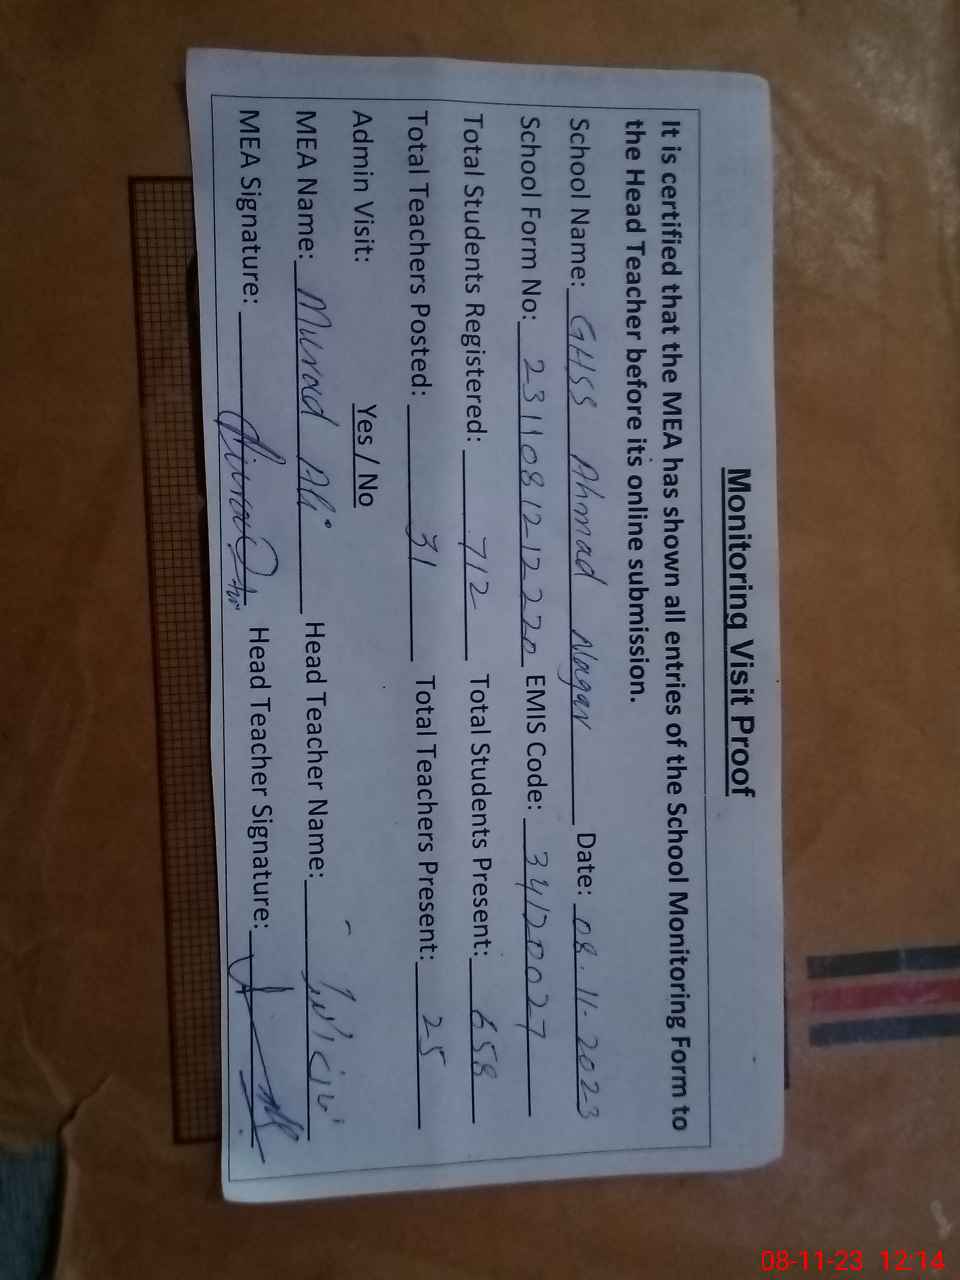 Monitoring Visit Proof
It is certified that the MEA has shown all entries of the School Monitoring Form to
the Head Teacher before its online submission.
School Name: GHSS Ahmad Nagar Date: 08.11.2023
School Form No: 2311081212220 EMIS Code: 34120027
Total Students Registered: 712 Total Students Present: 658
Total Teachers Posted: 31 Total Teachers Present: 25
Admin Visit: Yes / No
MEA Name: Murad Ali Head Teacher Name:
MEA Signature: Head Teacher Signature:
08-11-23 12:14